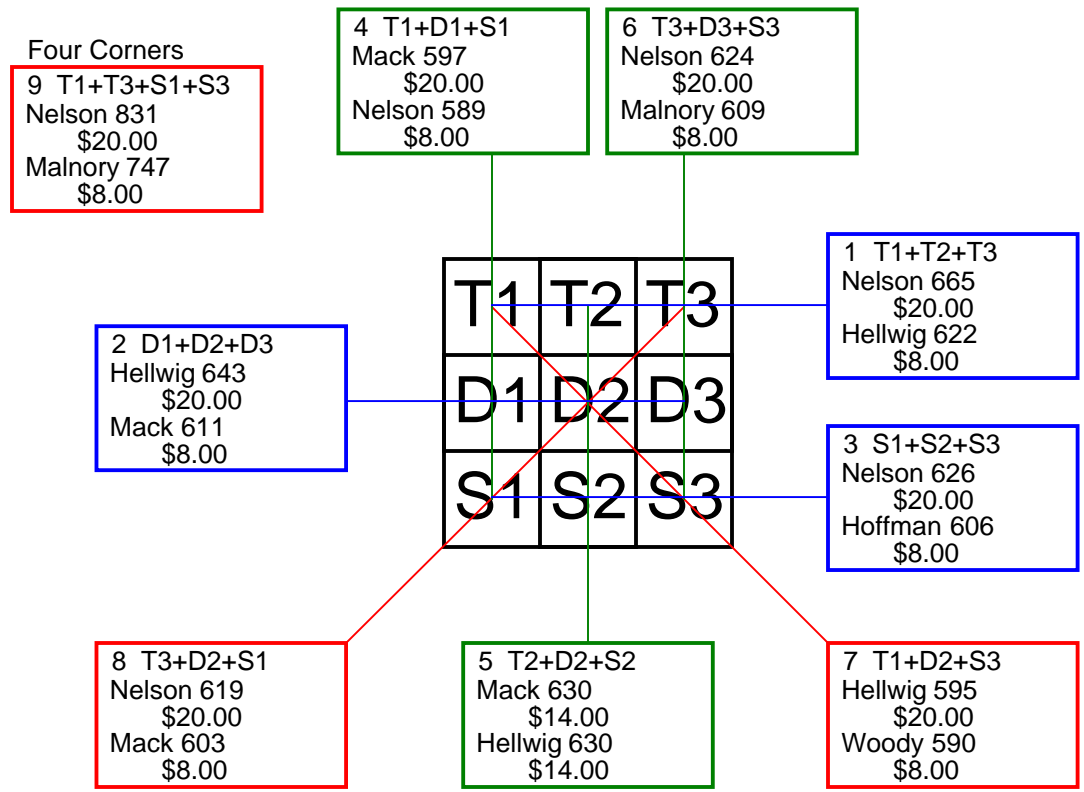 Four Corners
9 T1+T3+S1+S3
Nelson 831
$20.00
Malnory 747
$8.00
4 T1+D1+S1
Mack 597
$20.00
Nelson 589
$8.00
6 T3+D3+S3
Nelson 624
$20.00
Malnory 609
$8.00
1 T1+T2+T3
Nelson 665
$20.00
Hellwig 622
$8.00
2 D1+D2+D3
Hellwig 643
$20.00
Mack 611
$8.00
T1 T2 T3
D1 D2 D3
S1 S2 S3
3 S1+S2+S3
Nelson 626
$20.00
Hoffman 606
$8.00
8 T3+D2+S1
Nelson 619
$20.00
Mack 603
$8.00
5 T2+D2+S2
Mack 630
$14.00
Hellwig 630
$14.00
7 T1+D2+S3
Hellwig 595
$20.00
Woody 590
$8.00